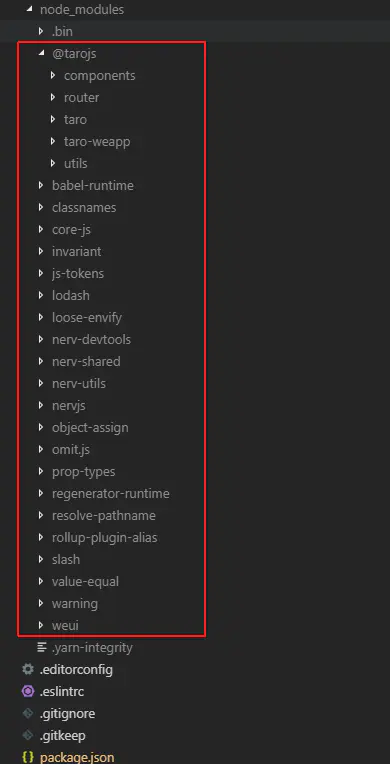 node_modules
.bin
@tarojs
components
router
taro
taro-weapp
utils
babel-runtime
classnames
core-js
invariant
js-tokens
lodash
loose-envify
nerv-devtools
nerv-shared
nerv-utils
nervjs
object-assign
omit.js
prop-types
regenerator-runtime
resolve-pathname
rollup-plugin-alias
slash
value-equal
warning
weui
.yarn-integrity
.editorconfig
.eslintrc
.gitignore
.gitkeep
{} package.json